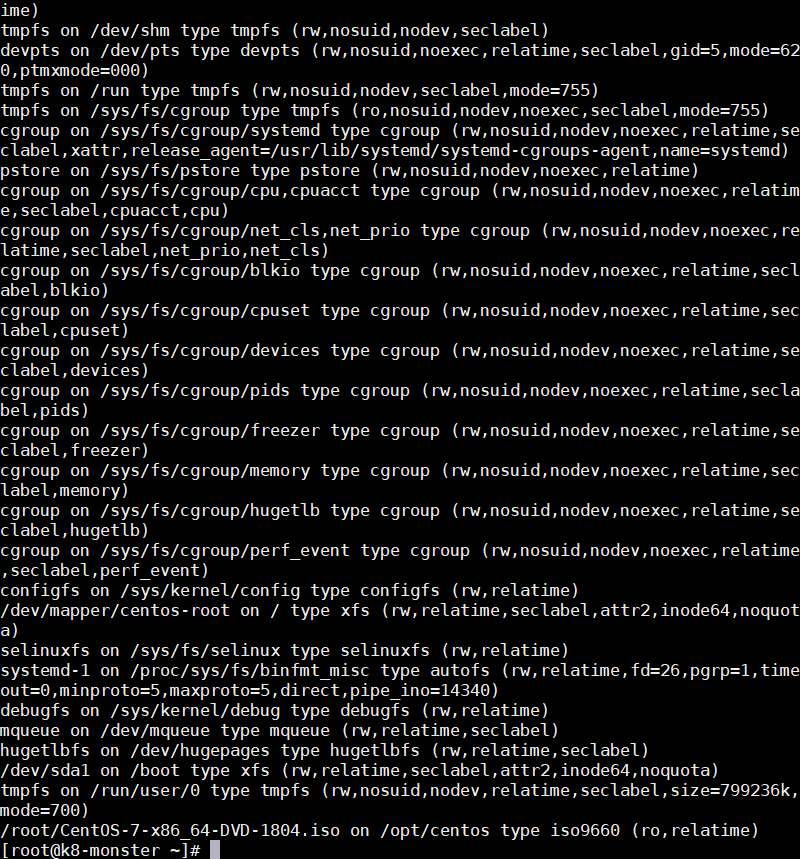 ime)
tmpfs on /dev/shm type tmpfs (rw,nosuid,nodev,seclabel)
devpts on /dev/pts type devpts (rw,nosuid,noexec,relatime,seclabel,gid=5,mode=62
0,ptmxmode=000)
tmpfs on /run type tmpfs (rw,nosuid,nodev,seclabel,mode=755)
tmpfs on /sys/fs/cgroup type tmpfs (ro,nosuid,nodev,noexec,seclabel,mode=755)
cgroup on /sys/fs/cgroup/systemd type cgroup (rw,nosuid,nodev,noexec,relatime,se
clabel,xattr,release_agent=/usr/lib/systemd/systemd-cgroups-agent,name=systemd)
pstore on /sys/fs/pstore type pstore (rw,nosuid,nodev,noexec,relatime)
cgroup on /sys/fs/cgroup/cpu,cpuacct type cgroup (rw,nosuid,nodev,noexec,relatim
e,seclabel,cpuacct,cpu)
cgroup on /sys/fs/cgroup/net_cls,net_prio type cgroup (rw,nosuid,nodev,noexec,re
latime,seclabel,net_prio,net_cls)
cgroup on /sys/fs/cgroup/blkio type cgroup (rw,nosuid,nodev,noexec,relatime,secl
abel,blkio)
cgroup on /sys/fs/cgroup/cpuset type cgroup (rw,nosuid,nodev,noexec,relatime,sec
label,cpuset)
cgroup on /sys/fs/cgroup/devices type cgroup (rw,nosuid,nodev,noexec,relatime,se
clabel,devices)
cgroup on /sys/fs/cgroup/pids type cgroup (rw,nosuid,nodev,noexec,relatime,secla
bel,pids)
cgroup on /sys/fs/cgroup/freezer type cgroup (rw,nosuid,nodev,noexec,relatime,se
clabel,freezer)
cgroup on /sys/fs/cgroup/memory type cgroup (rw,nosuid,nodev,noexec,relatime,sec
label,memory)
cgroup on /sys/fs/cgroup/hugetlb type cgroup (rw,nosuid,nodev,noexec,relatime,se
clabel,hugetlb)
cgroup on /sys/fs/cgroup/perf_event type cgroup (rw,nosuid,nodev,noexec,relatime
,seclabel,perf_event)
configfs on /sys/kernel/config type configfs (rw,relatime)
/dev/mapper/centos-root on / type xfs (rw,relatime,seclabel,attr2,inode64,noquot
a)
selinuxfs on /sys/fs/selinux type selinuxfs (rw,relatime)
systemd-1 on /proc/sys/fs/binfmt_misc type autofs (rw,relatime,fd=26,pgrp=1,time
out=0,minproto=5,maxproto=5,direct,pipe_ino=14340)
debugfs on /sys/kernel/debug type debugfs (rw,relatime)
mqueue on /dev/mqueue type mqueue (rw,relatime,seclabel)
hugetlbfs on /dev/hugepages type hugetlbfs (rw,relatime,seclabel)
/dev/sda1 on /boot type xfs (rw,relatime,seclabel,attr2,inode64,noquota)
tmpfs on /run/user/0 type tmpfs (rw,nosuid,nodev,relatime,seclabel,size=799236k,
mode=700)
/root/CentOS-7-x86_64-DVD-1804.iso on /opt/centos type iso9660 (ro,relatime)
[root@k8-monster ~]#